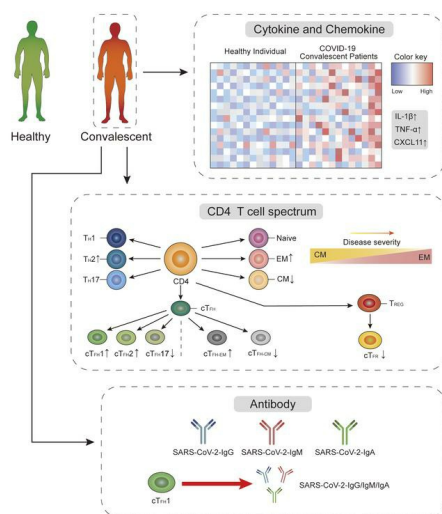 Cytokine and Chemokine
Healthy Individual
COVID-19
Convalescent Patients
Color key
Low
High
IL-1β↑
TNF-α↑
CXCL11↑
Healthy
Convalescent
CD4 T cell spectrum
TH1
TH2↑
TH17
CD4
Naive
EM↑
CM↓
Disease severity
CM
EM
cTFH
TREG
cTFH1↑
cTFH2↑
cTFH17↓
cTFH-EM↑
cTFH-CM↓
cTFR↓
Antibody
SARS-CoV-2-IgG
SARS-CoV-2-IgM
SARS-CoV-2-IgA
cTFH1
SARS-CoV-2-IgG/IgM/IgA